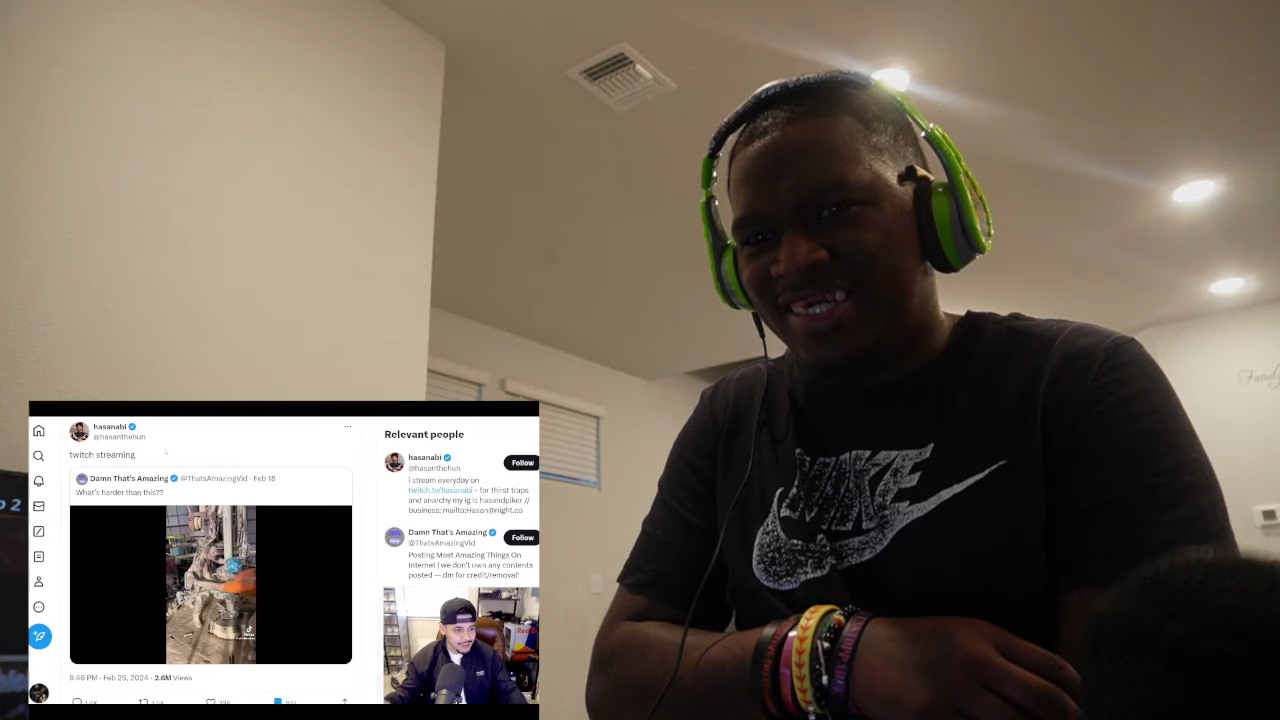 hasanabi
@hasanthehun
twitch streaming
Damn That's Amazing @ThatsAmazingVid · Feb 18
What's harder than this??
9:46 PM · Feb 25, 2024 · 2.6M Views
Relevant people
hasanabi
@hasanthehun
Follow
i stream everyday on
twitch.tv/hasanabi - for thirst traps
and anarchy my ig is hasandpiker //
business: mailto:Hasan@night.co
Damn That's Amazing
@ThatsAmazingVid
Follow
Posting Most Amazing Things On
Internet | we don't own any contents
posted -- dm for credit/removal'
NIKE
Family